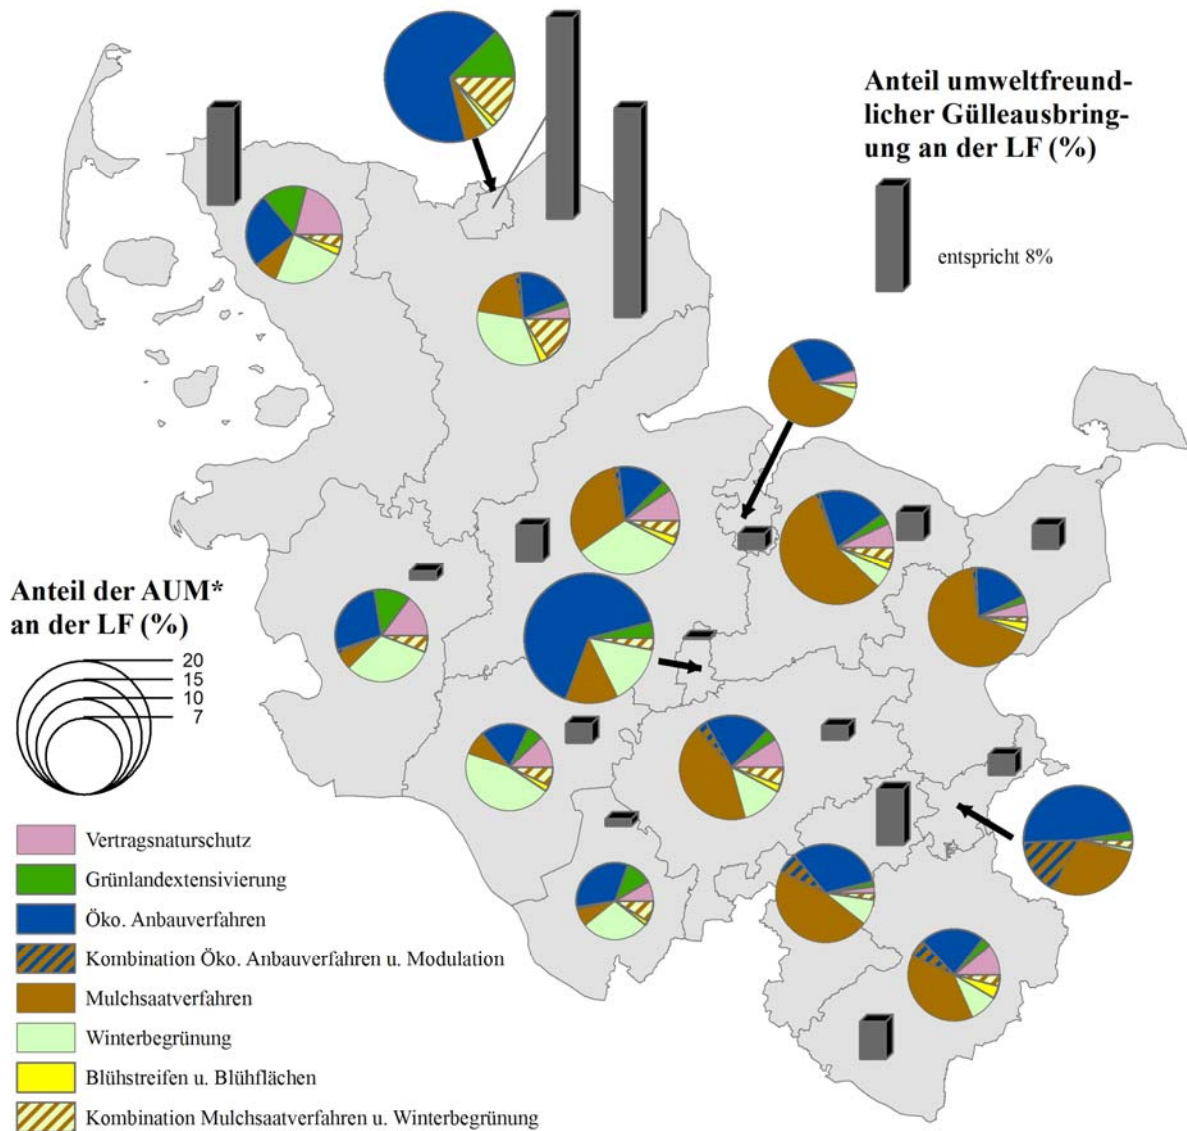 Anteil umweltfreund-
licher Gülleausbring-
ung an der LF (%)
entspricht 8%
Anteil der AUM*
an der LF (%)
20
15
10
7
Vertragsnaturschutz
Grünlandextensivierung
Öko. Anbauverfahren
Kombination Öko. Anbauverfahren u. Modulation
Mulchsaatverfahren
Winterbegrünung
Blühstreifen u. Blühflächen
Kombination Mulchsaatverfahren u. Winterbegrünung